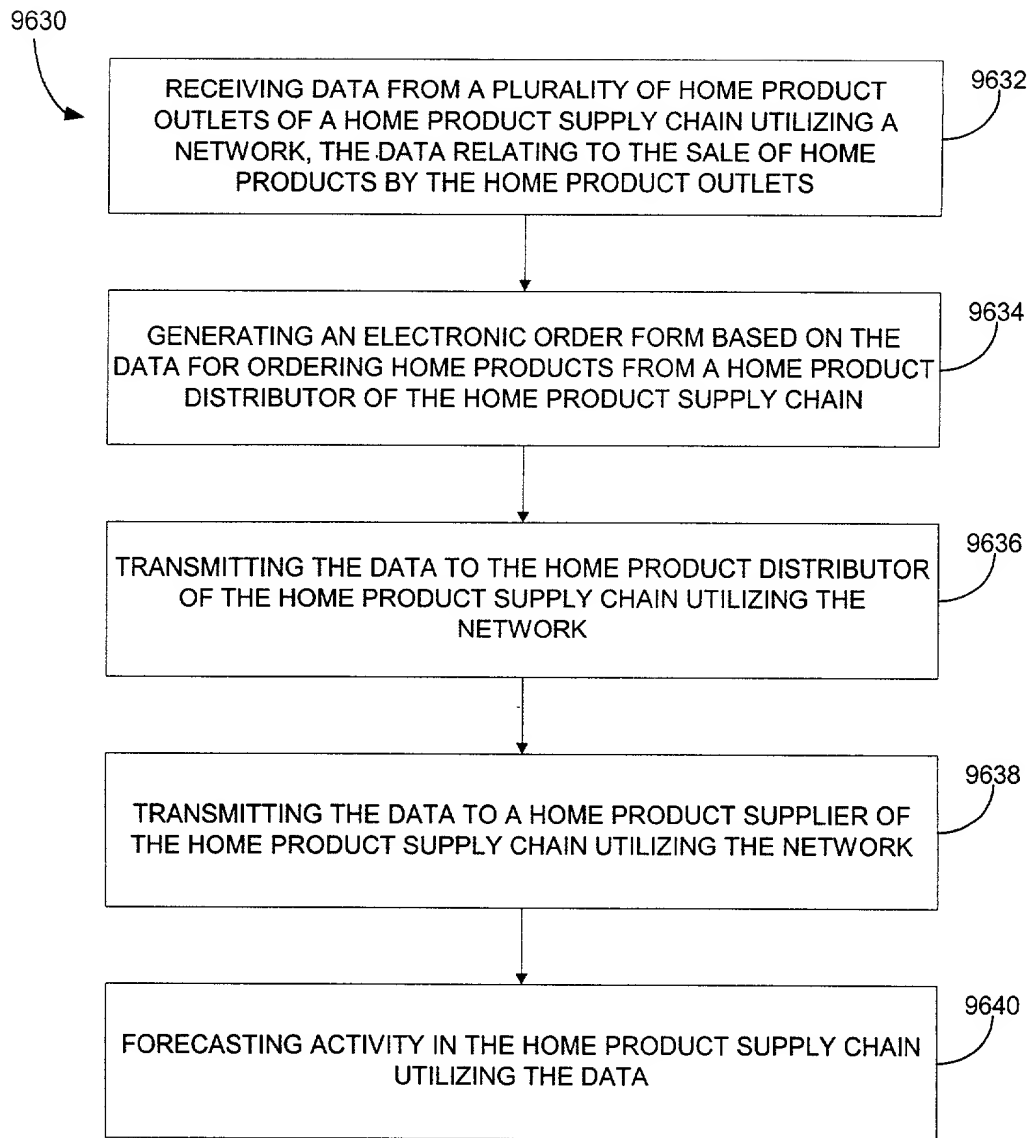 9630
RECEIVING DATA FROM A PLURALITY OF HOME PRODUCT
OUTLETS OF A HOME PRODUCT SUPPLY CHAIN UTILIZING A
NETWORK, THE DATA RELATING TO THE SALE OF HOME
PRODUCTS BY THE HOME PRODUCT OUTLETS
9632
GENERATING AN ELECTRONIC ORDER FORM BASED ON THE
DATA FOR ORDERING HOME PRODUCTS FROM A HOME PRODUCT
DISTRIBUTOR OF THE HOME PRODUCT SUPPLY CHAIN
9634
TRANSMITTING THE DATA TO THE HOME PRODUCT DISTRIBUTOR
OF THE HOME PRODUCT SUPPLY CHAIN UTILIZING THE
NETWORK
9636
TRANSMITTING THE DATA TO A HOME PRODUCT SUPPLIER OF
THE HOME PRODUCT SUPPLY CHAIN UTILIZING THE NETWORK
9638
FORECASTING ACTIVITY IN THE HOME PRODUCT SUPPLY CHAIN
UTILIZING THE DATA
9640